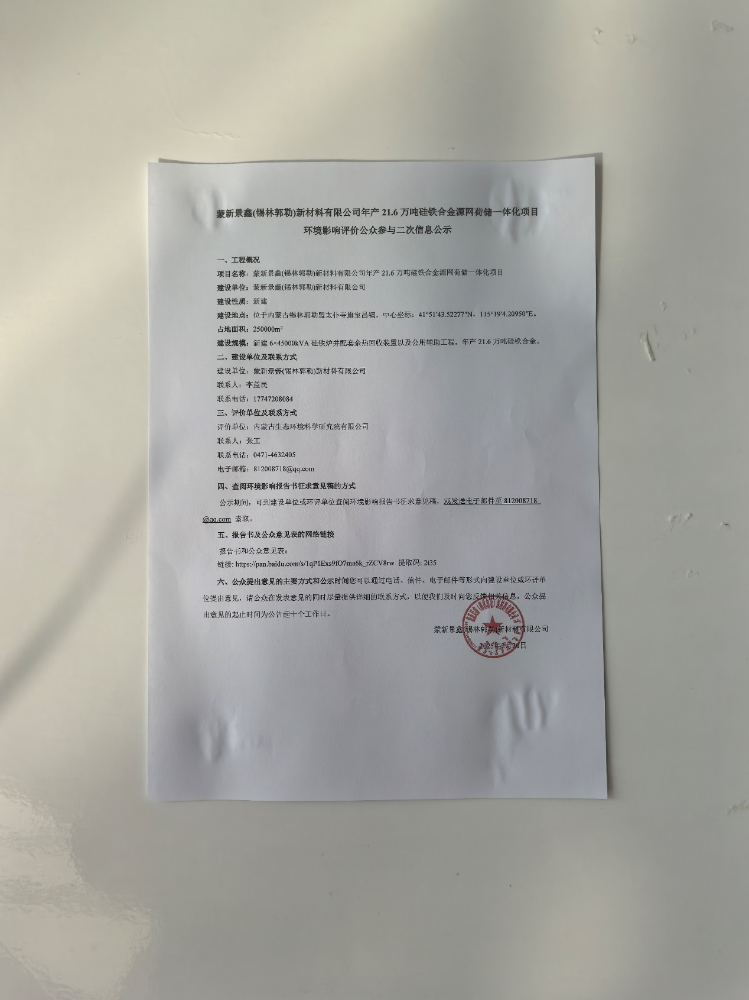 蒙新景鑫(锡林郭勒)新材料有限公司年产 21.6 万吨硅铁合金源网荷储一体化项目
环境影响评价公众参与二次信息公示
一、工程概况
项目名称：蒙新景鑫(锡林郭勒)新材料有限公司年产 21.6 万吨硅铁合金源网荷储一体化项目
建设单位：蒙新景鑫(锡林郭勒)新材料有限公司
建设性质：新建
建设地点：位于内蒙古锡林郭勒盟太仆寺旗宝昌镇，中心坐标：41°51′43.52277″N，115°19′4.20950″E。
占地面积：250000m²
建设规模：新建 6×45000kVA 硅铁炉并配套余热回收装置以及公用辅助工程，年产 21.6 万吨硅铁合金。
二、建设单位及联系方式
建设单位：蒙新景鑫(锡林郭勒)新材料有限公司
联系人：李益民
联系电话：17747208084
三、评价单位及联系方式
评价单位：内蒙古生态环境科学研究院有限公司
联系人：张工
联系电话：0471-4632405
电子邮箱：812008718@qq.com
四、查阅环境影响报告书征求意见稿的方式
公示期间，可到建设单位或环评单位查阅环境影响报告书征求意见稿，或发送电子邮件至 812008718
@qq.com 索取。
五、报告书及公众意见表的网络链接
报告书和公众意见表：
链接: https://pan.baidu.com/s/1qP1Exs9fO7ma6k_rZCV8rw 提取码: 2t35
六、公众提出意见的主要方式和公示时间您可以通过电话、信件、电子邮件等形式向建设单位或环评单
位提出意见，请公众在发表意见的同时尽量提供详细的联系方式，以便我们及时向您反馈相关信息，公众提
出意见的起止时间为公告起十个工作日。
蒙新景鑫(锡林郭勒)新材料有限公司
2025年2月20日